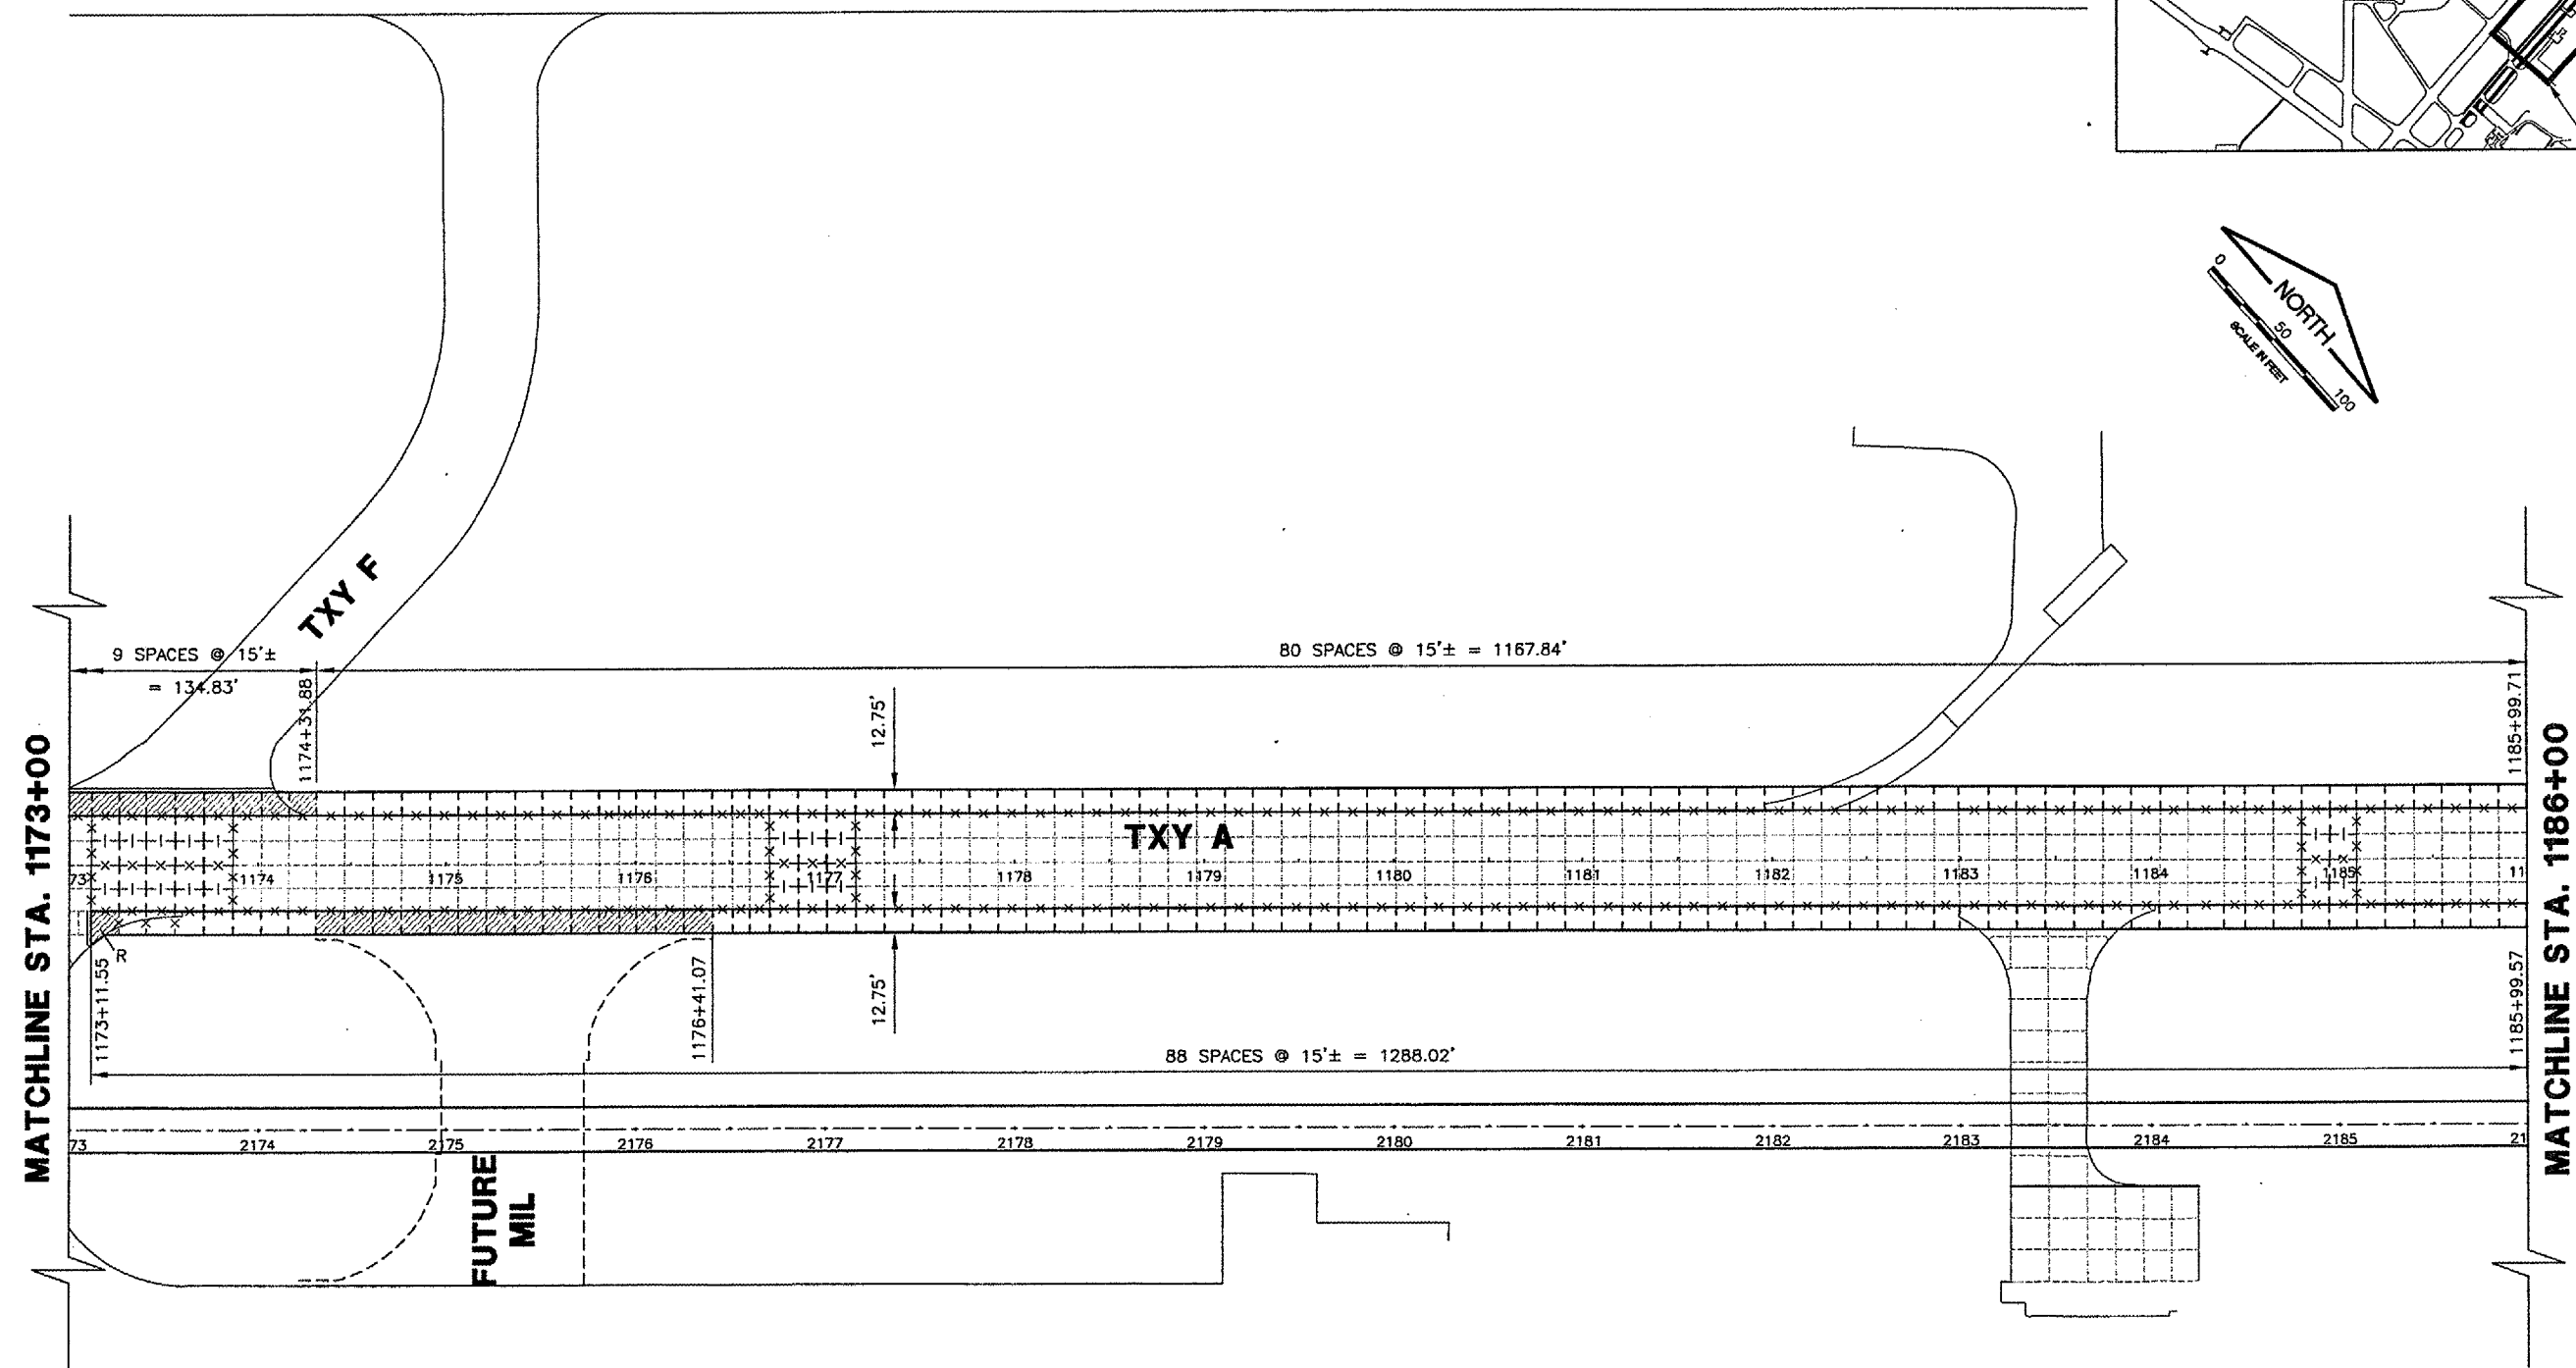 0
NORTH
50
SCALE IN FEET
100
TXY F
9 SPACES @ 15'±
= 134.83'
80 SPACES @ 15'± = 1167.84'
1174+31.88
12.75'
1185+99.71
MATCHLINE STA. 1173+00
MATCHLINE STA. 1186+00
TXY A
73 1174 1175 1176 1177 1178 1179 1180 1181 1182 1183 1184 1185 11
R
1173+11.55
1176+41.07
12.75'
1185+99.57
88 SPACES @ 15'± = 1288.02'
73 2174 2175 2176 2177 2178 2179 2180 2181 2182 2183 2184 2185 21
FUTURE
MIL